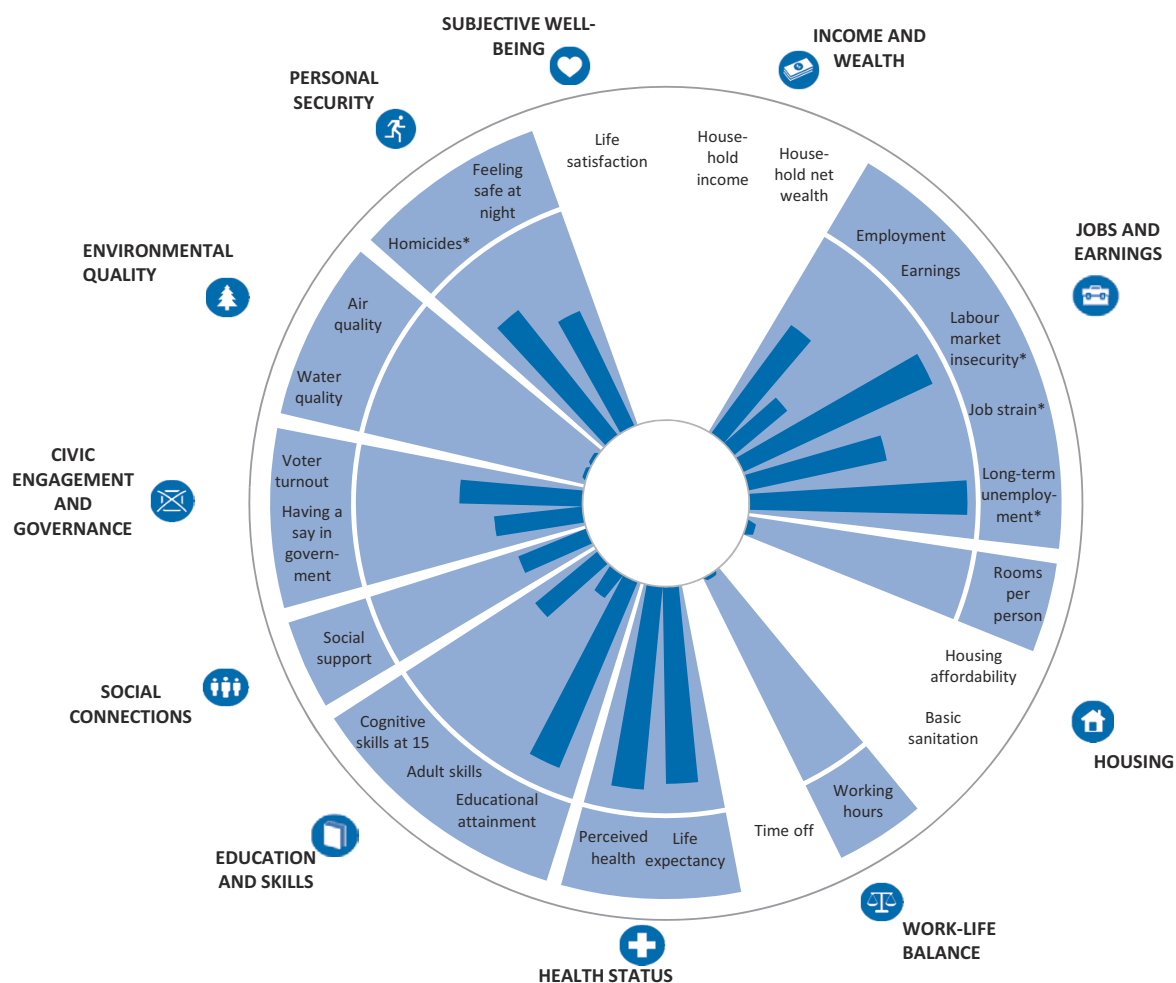 SUBJECTIVE WELL-
BEING
INCOME AND
WEALTH
PERSONAL
SECURITY
Life
satisfaction
House-
hold
income
House-
hold net
wealth
Feeling
safe at
night
Homicides*
Employment
Earnings
JOBS AND
EARNINGS
ENVIRONMENTAL
QUALITY
Air
quality
Water
quality
Labour
market
insecurity*
Job strain*
Long-term
unemploy-
ment*
CIVIC
ENGAGEMENT
AND
GOVERNANCE
Voter
turnout
Having a
say in
govern-
ment
Rooms
per
person
Housing
affordability
Basic
sanitation
HOUSING
SOCIAL
CONNECTIONS
Social
support
Cognitive
skills at 15
Adult skills
Educational
attainment
EDUCATION
AND SKILLS
Perceived
health
Life
expectancy
HEALTH STATUS
Time off
Working
hours
WORK-LIFE
BALANCE